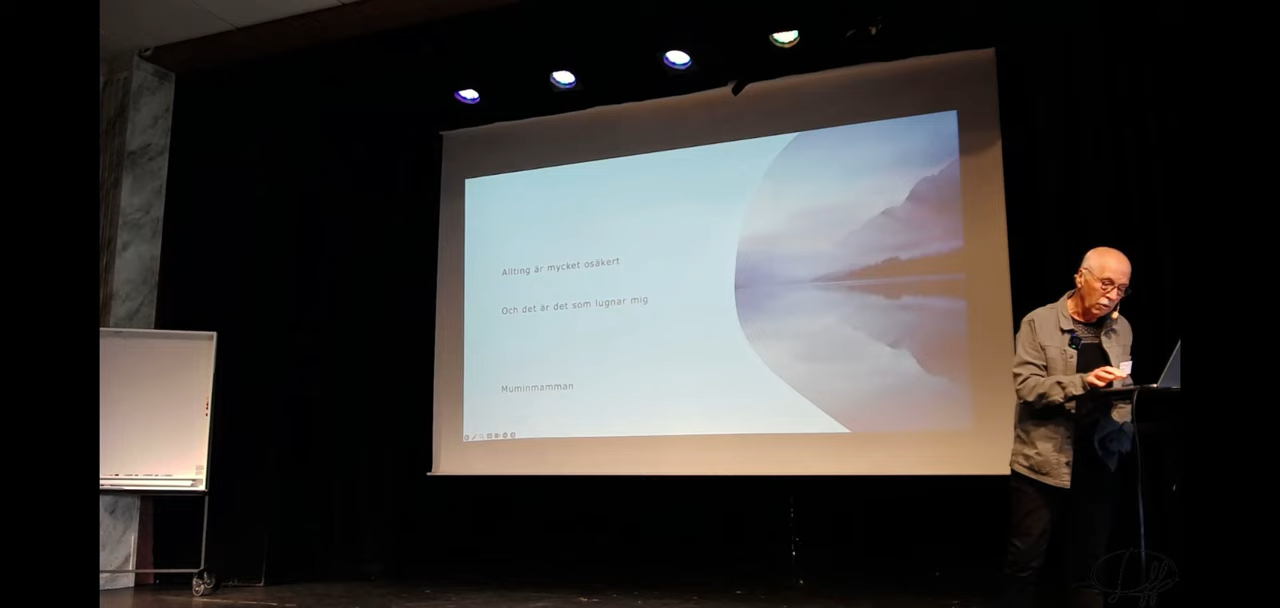 Allting är mycket osäkert
Och det är det som lugnar mig
Muminmamman